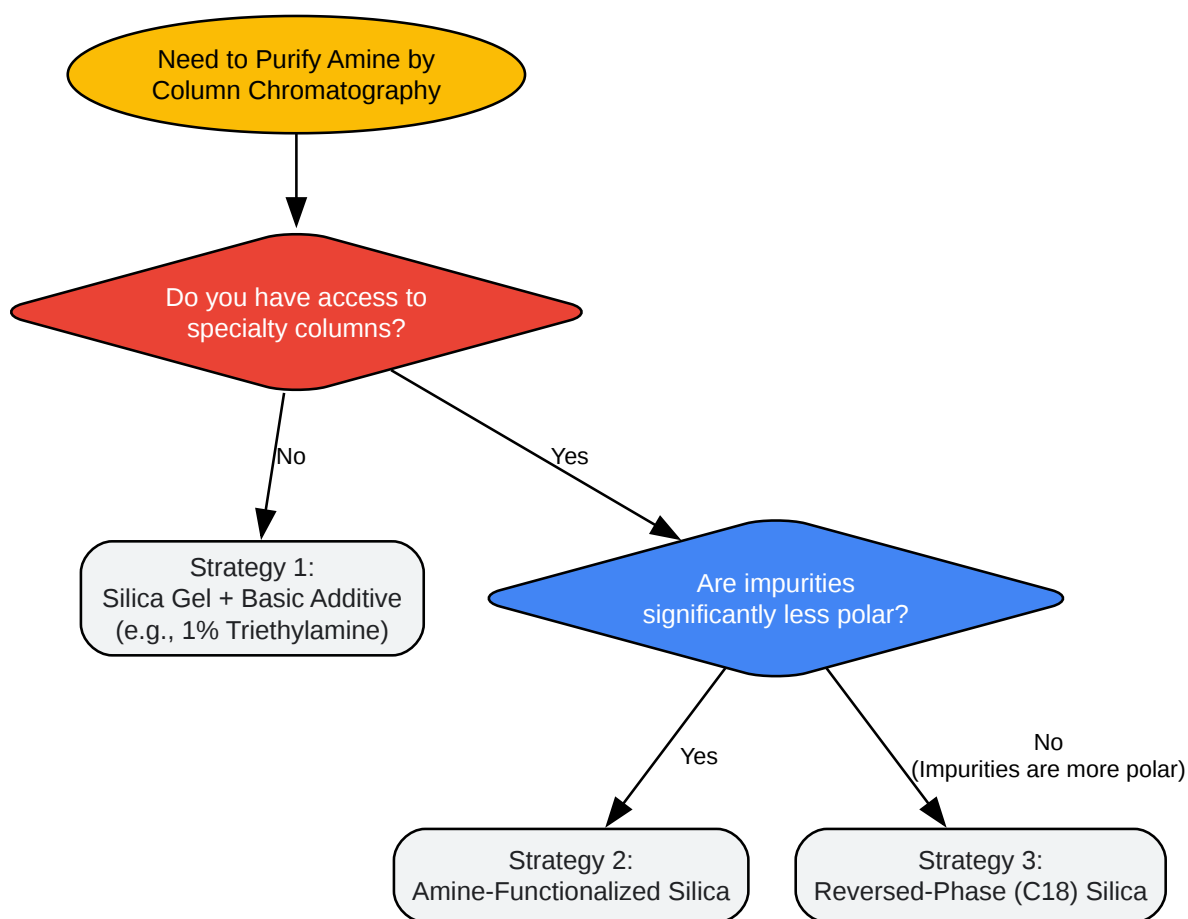 Need to Purify Amine by
Column Chromatography
Do you have access to
specialty columns?
No
Yes
Strategy 1:
Silica Gel + Basic Additive
(e.g., 1% Triethylamine)
Are impurities
significantly less polar?
Yes
No
(Impurities are more polar)
Strategy 2:
Amine-Functionalized Silica
Strategy 3:
Reversed-Phase (C18) Silica